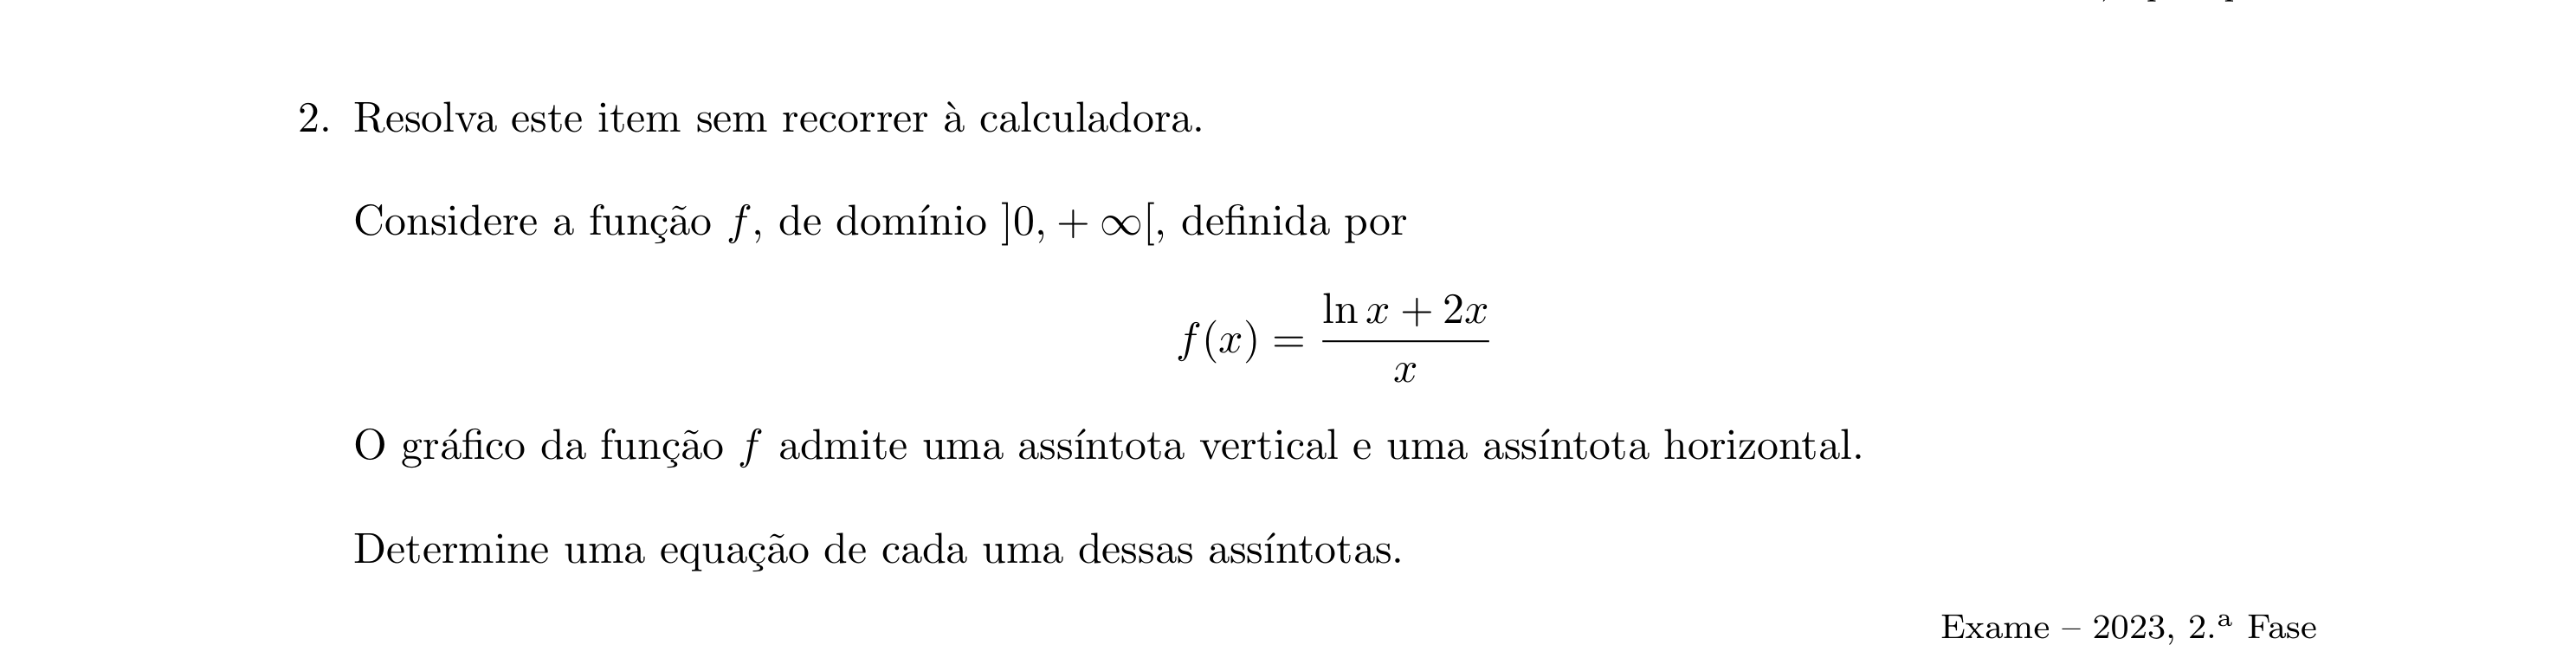 2. Resolva este item sem recorrer à calculadora.
Considere a função f, de domínio ]0, + ∞[, definida por
f(x) = \frac{ln x + 2x}{x}
O gráfico da função f admite uma assíntota vertical e uma assíntota horizontal.
Determine uma equação de cada uma dessas assíntotas.
Exame – 2023, 2.ª Fase